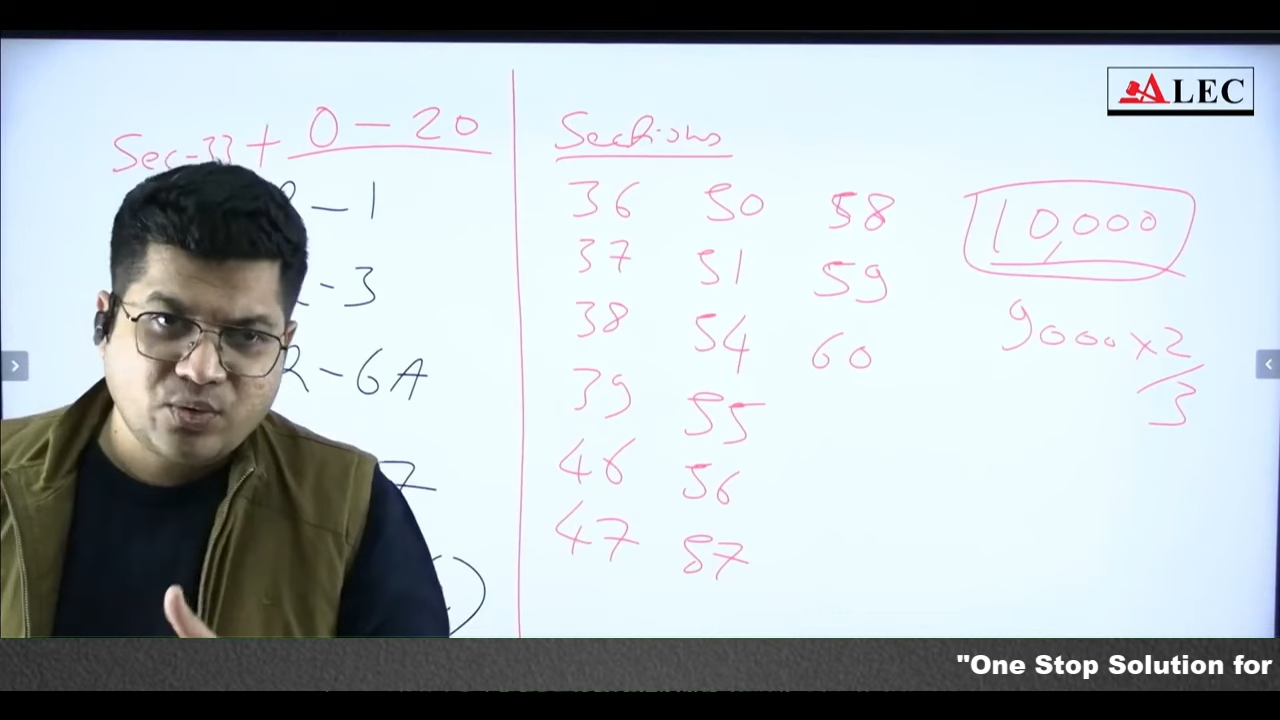 ALEC
Sec-33 + 0 - 20
- 1
- 3
- 6A
7
Sections
36 50 58
37 51 59
38 54 60
39 55
46 56
47 57
10,000
9000 x 2
/ 3
"One Stop Solution for